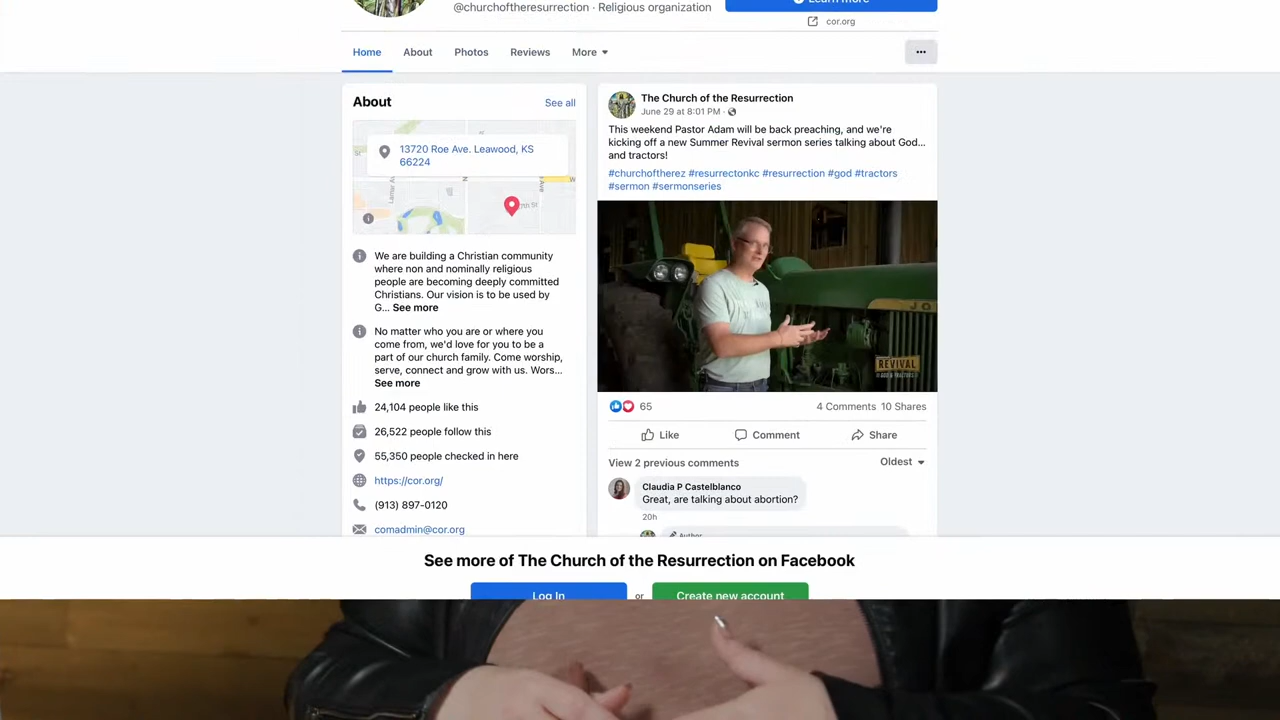 @churchoftheresurrection · Religious organization
Learn more
cor.org
Home About Photos Reviews More
About
See all
13720 Roe Ave. Leawood, KS
66224
We are building a Christian community
where non and nominally religious
people are becoming deeply committed
Christians. Our vision is to be used by
G... See more
No matter who you are or where you
come from, we'd love for you to be a
part of our church family. Come worship,
serve, connect and grow with us. Wors...
See more
24,104 people like this
26,522 people follow this
55,350 people checked in here
https://cor.org/
(913) 897-0120
comadmin@cor.org
The Church of the Resurrection
June 29 at 8:01 PM ·
This weekend Pastor Adam will be back preaching, and we're
kicking off a new Summer Revival sermon series talking about God...
and tractors!
#churchoftherez #resurrectonkc #resurrection #god #tractors
#sermon #sermonseries
JO
REVIVAL
65
4 Comments 10 Shares
Like Comment Share
View 2 previous comments
Oldest
Claudia P Castelblanco
Great, are talking about abortion?
20h
Author
See more of The Church of the Resurrection on Facebook
Log In or Create new account